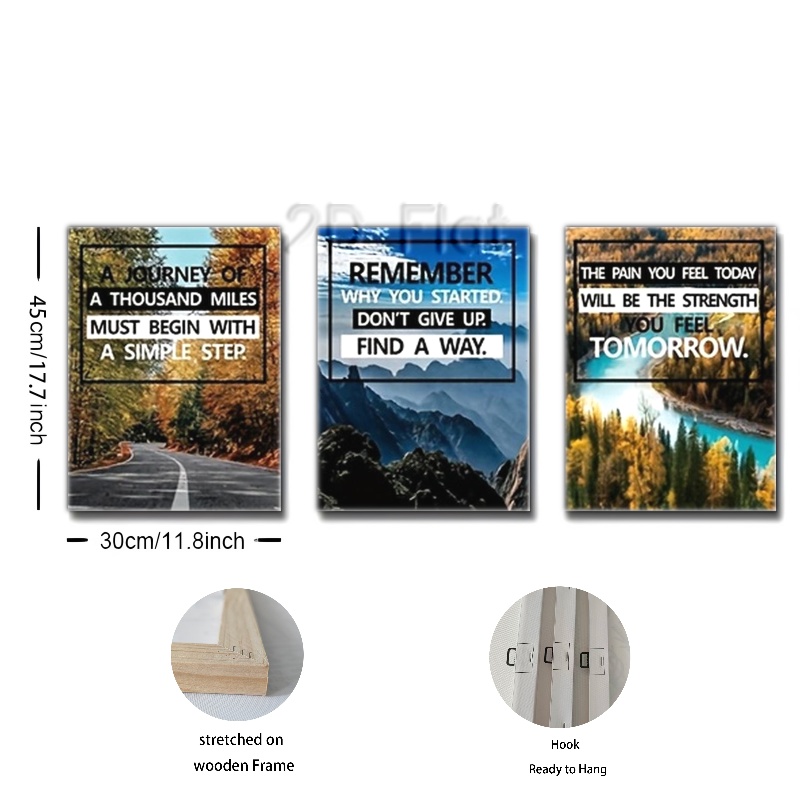 2D Flat
A JOURNEY OF
A THOUSAND MILES
MUST BEGIN WITH
A SIMPLE STEP.
REMEMBER
WHY YOU STARTED.
DON'T GIVE UP.
FIND A WAY.
THE PAIN YOU FEEL TODAY
WILL BE THE STRENGTH
YOU FEEL.
TOMORROW.
45cm/17.7inch
30cm/11.8inch
stretched on
wooden Frame
Hook
Ready to Hang